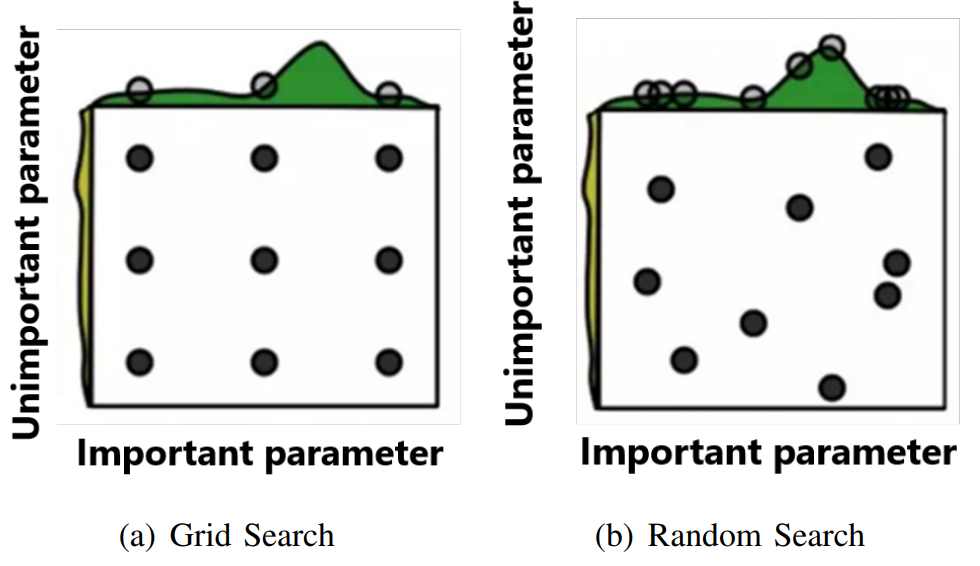 Unimportant parameter
Important parameter
(a) Grid Search
Unimportant parameter
Important parameter
(b) Random Search